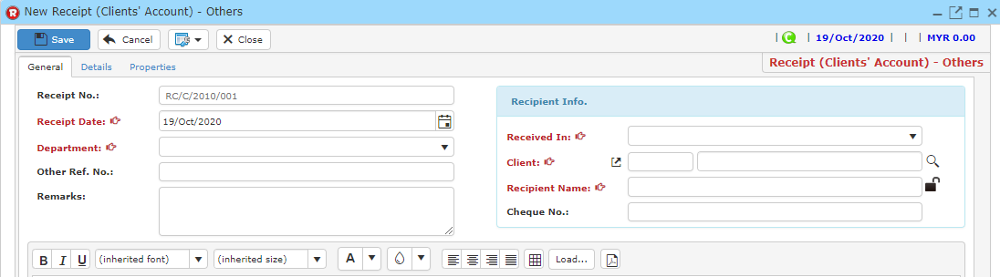 New Receipt (Clients' Account) - Others
Save Cancel Close | C | 19/Oct/2020 | | | MYR 0.00
General Details Properties Receipt (Clients' Account) - Others
Receipt No.: RC/C/2010/001
Receipt Date: 19/Oct/2020
Department:
Other Ref. No.:
Remarks:
Recipient Info.
Received In:
Client:
Recipient Name:
Cheque No.:
B I U (inherited font) (inherited size) A Load...